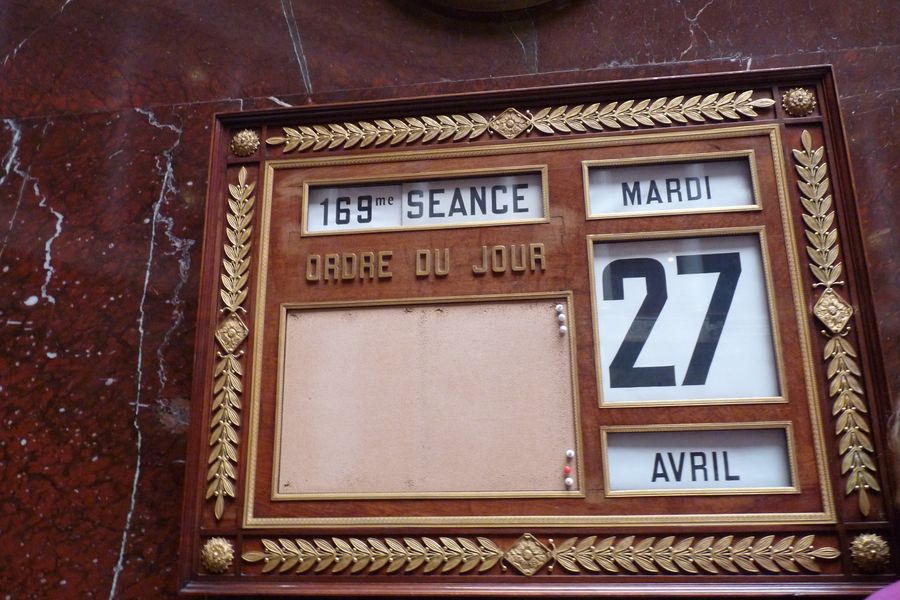 169me SEANCE
ORDRE DU JOUR
MARDI
27
AVRIL